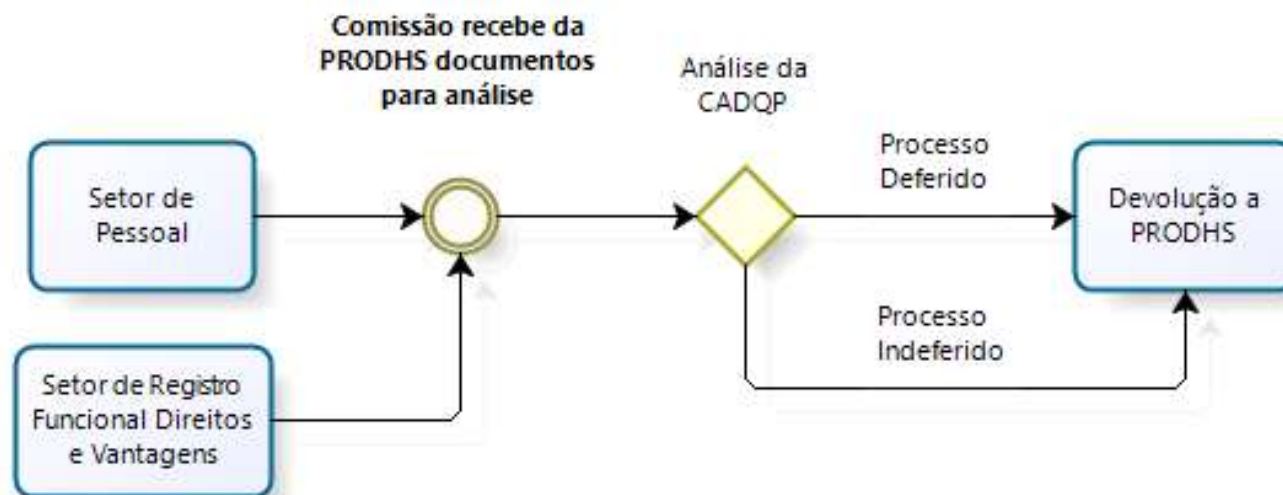 Comissão recebe da
PRODHS documentos
para análise
Análise da
CADQP
Processo
Deferido
Setor de
Pessoal
Devolução a
PRODHS
Processo
Indeferido
Setor de Registro
Funcional Direitos
e Vantagens